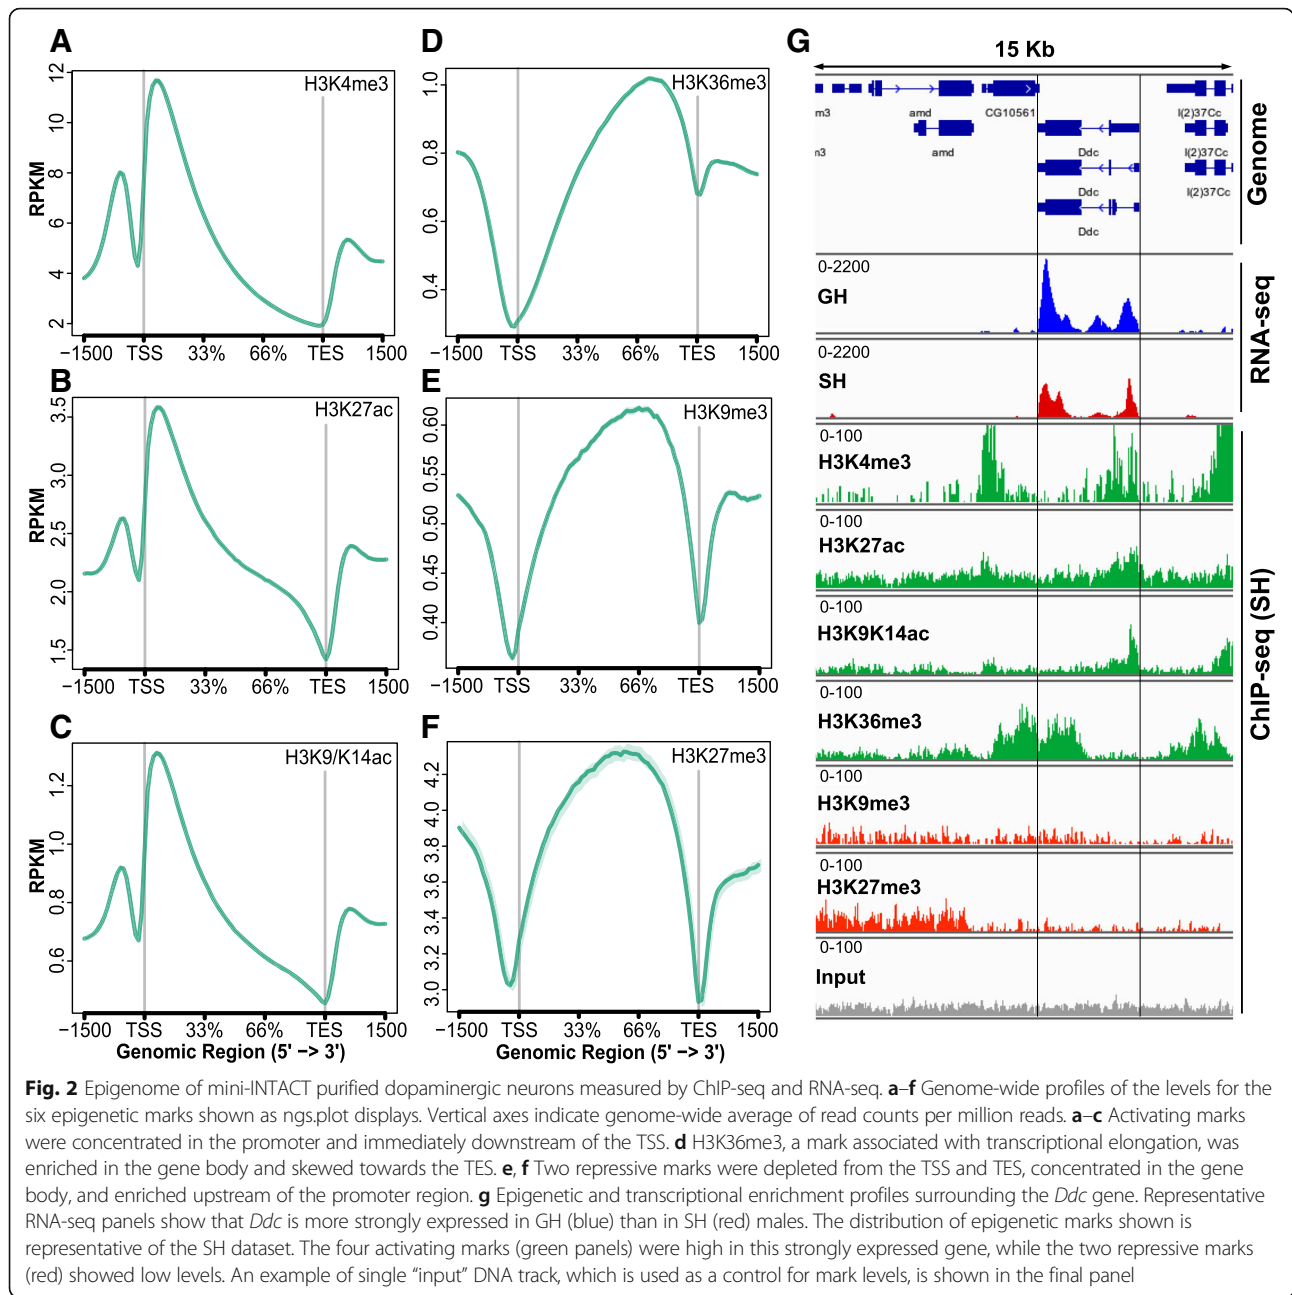 A
H3K4me3
RPKM
12
10
8
6
4
2
−1500 TSS 33% 66% TES 1500
B
H3K27ac
RPKM
3.5
3.0
2.5
2.0
1.5
−1500 TSS 33% 66% TES 1500
C
H3K9/K14ac
RPKM
1.2
1.0
0.8
0.6
−1500 TSS 33% 66% TES 1500
Genomic Region (5' −> 3')
D
H3K36me3
1.0
0.8
0.6
0.4
−1500 TSS 33% 66% TES 1500
E
H3K9me3
0.60
0.55
0.50
0.45
0.40
−1500 TSS 33% 66% TES 1500
F
H3K27me3
4.2
4.0
3.8
3.6
3.4
3.2
3.0
−1500 TSS 33% 66% TES 1500
Genomic Region (5' −> 3')
G
15 Kb
m3 amd CG10561 l(2)37Cc
m3 amd Ddc l(2)37Cc
Ddc l(2)37Cc
Ddc
Genome
0-2200
GH
0-2200
SH
RNA-seq
0-100
H3K4me3
0-100
H3K27ac
0-100
H3K9K14ac
0-100
H3K36me3
0-100
H3K9me3
0-100
H3K27me3
0-100
Input
ChIP-seq (SH)
Fig. 2 Epigenome of mini-INTACT purified dopaminergic neurons measured by ChIP-seq and RNA-seq. a–f Genome-wide profiles of the levels for the
six epigenetic marks shown as ngs.plot displays. Vertical axes indicate genome-wide average of read counts per million reads. a–c Activating marks
were concentrated in the promoter and immediately downstream of the TSS. d H3K36me3, a mark associated with transcriptional elongation, was
enriched in the gene body and skewed towards the TES. e, f Two repressive marks were depleted from the TSS and TES, concentrated in the gene
body, and enriched upstream of the promoter region. g Epigenetic and transcriptional enrichment profiles surrounding the Ddc gene. Representative
RNA-seq panels show that Ddc is more strongly expressed in GH (blue) than in SH (red) males. The distribution of epigenetic marks shown is
representative of the SH dataset. The four activating marks (green panels) were high in this strongly expressed gene, while the two repressive marks
(red) showed low levels. An example of single “input” DNA track, which is used as a control for mark levels, is shown in the final panel